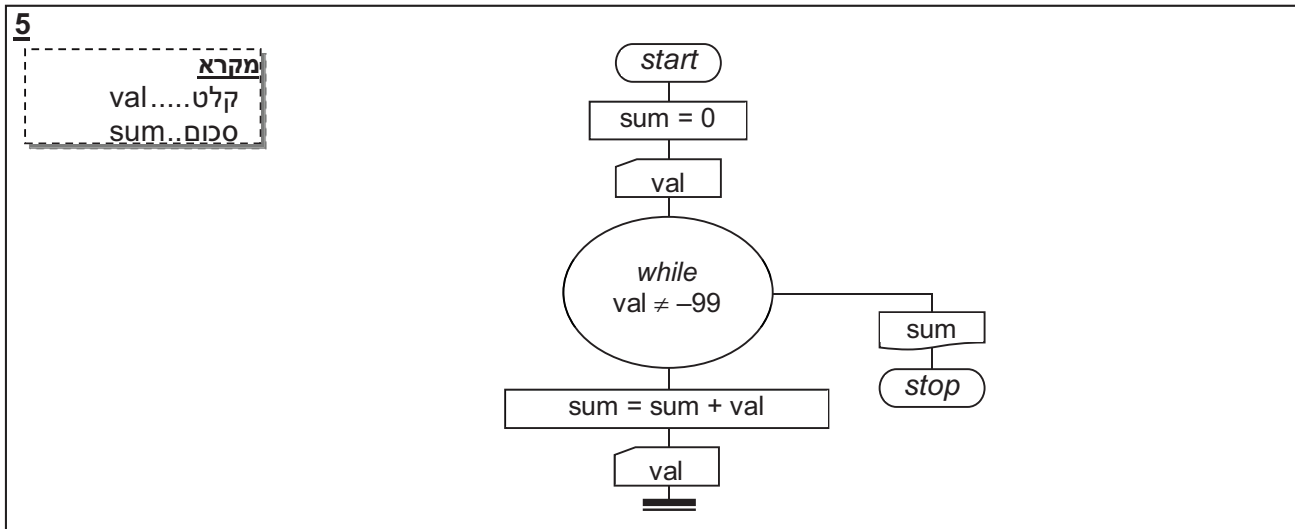 5
מקרא
קלט.....val
סכום..sum
start
sum = 0
val
while
val ≠ –99
sum = sum + val
val
sum
stop